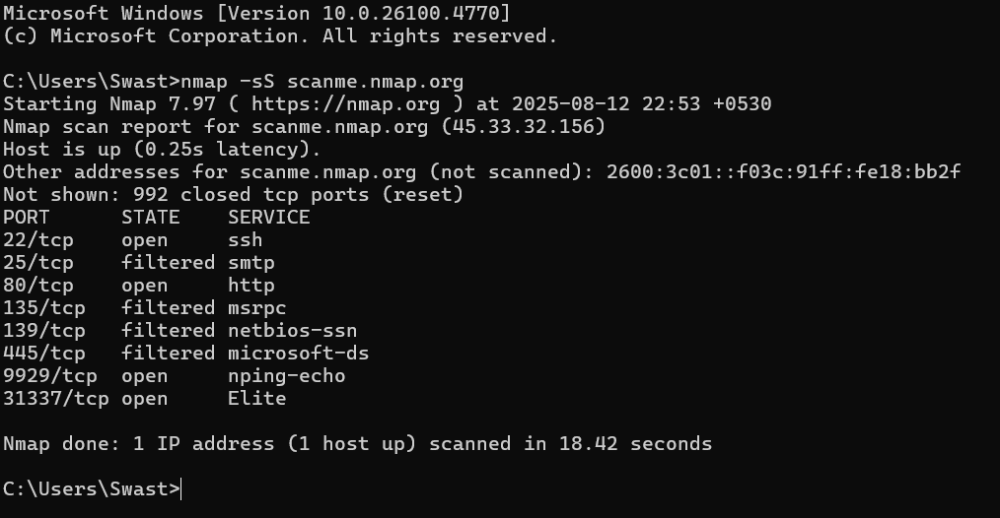 Microsoft Windows [Version 10.0.26100.4770]
(c) Microsoft Corporation. All rights reserved.
C:\Users\Swast>nmap -sS scanme.nmap.org
Starting Nmap 7.97 ( https://nmap.org ) at 2025-08-12 22:53 +0530
Nmap scan report for scanme.nmap.org (45.33.32.156)
Host is up (0.25s latency).
Other addresses for scanme.nmap.org (not scanned): 2600:3c01::f03c:91ff:fe18:bb2f
Not shown: 992 closed tcp ports (reset)
PORT      STATE    SERVICE
22/tcp    open     ssh
25/tcp    filtered smtp
80/tcp    open     http
135/tcp   filtered msrpc
139/tcp   filtered netbios-ssn
445/tcp   filtered microsoft-ds
9929/tcp  open     nping-echo
31337/tcp open     Elite
Nmap done: 1 IP address (1 host up) scanned in 18.42 seconds
C:\Users\Swast>